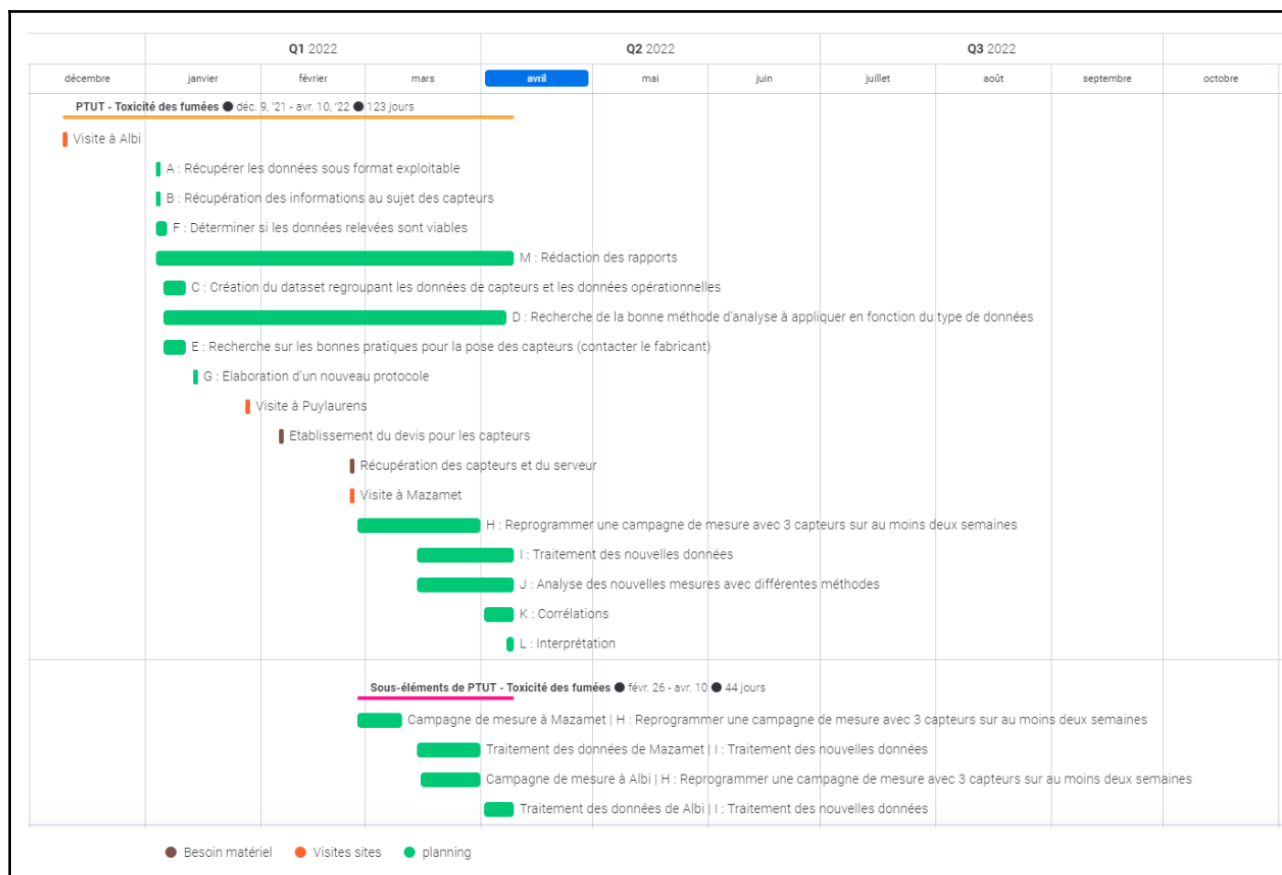 Q1 2022 Q2 2022 Q3 2022
décembre janvier février mars avril mai juin juillet août septembre octobre
PTUT - Toxicité des fumées ● déc. 9, '21 - avr. 10, '22 ● 123 jours
Visite à Albi
A : Récupérer les données sous format exploitable
B : Récupération des informations au sujet des capteurs
F : Déterminer si les données relevées sont viables
M : Rédaction des rapports
C : Création du dataset regroupant les données de capteurs et les données opérationnelles
D : Recherche de la bonne méthode d'analyse à appliquer en fonction du type de données
E : Recherche sur les bonnes pratiques pour la pose des capteurs (contacter le fabricant)
G : Élaboration d'un nouveau protocole
Visite à Puylaurens
Etablissement du devis pour les capteurs
Récupération des capteurs et du serveur
Visite à Mazamet
H : Reprogrammer une campagne de mesure avec 3 capteurs sur au moins deux semaines
I : Traitement des nouvelles données
J : Analyse des nouvelles mesures avec différentes méthodes
K : Corrélations
L : Interprétation
Sous-éléments de PTUT - Toxicité des fumées ● févr. 26 - avr. 10 ● 44 jours
Campagne de mesure à Mazamet | H : Reprogrammer une campagne de mesure avec 3 capteurs sur au moins deux semaines
Traitement des données de Mazamet | I : Traitement des nouvelles données
Campagne de mesure à Albi | H : Reprogrammer une campagne de mesure avec 3 capteurs sur au moins deux semaines
Traitement des données de Albi | I : Traitement des nouvelles données
Besoin matériel Visites sites planning